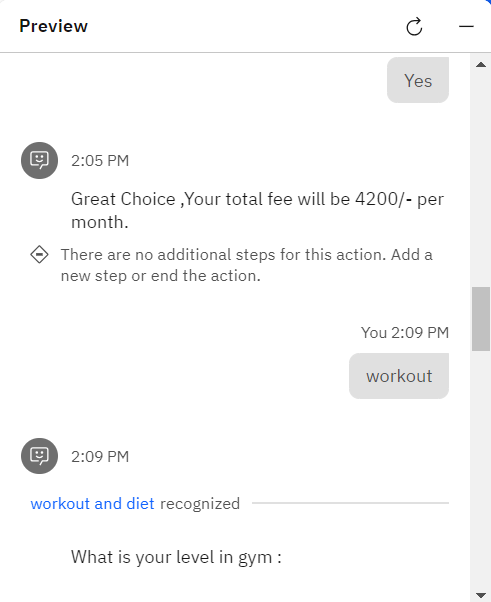 Preview
Yes
2:05 PM
Great Choice ,Your total fee will be 4200/- per
month.
There are no additional steps for this action. Add a
new step or end the action.
You 2:09 PM
workout
2:09 PM
workout and diet recognized
What is your level in gym :